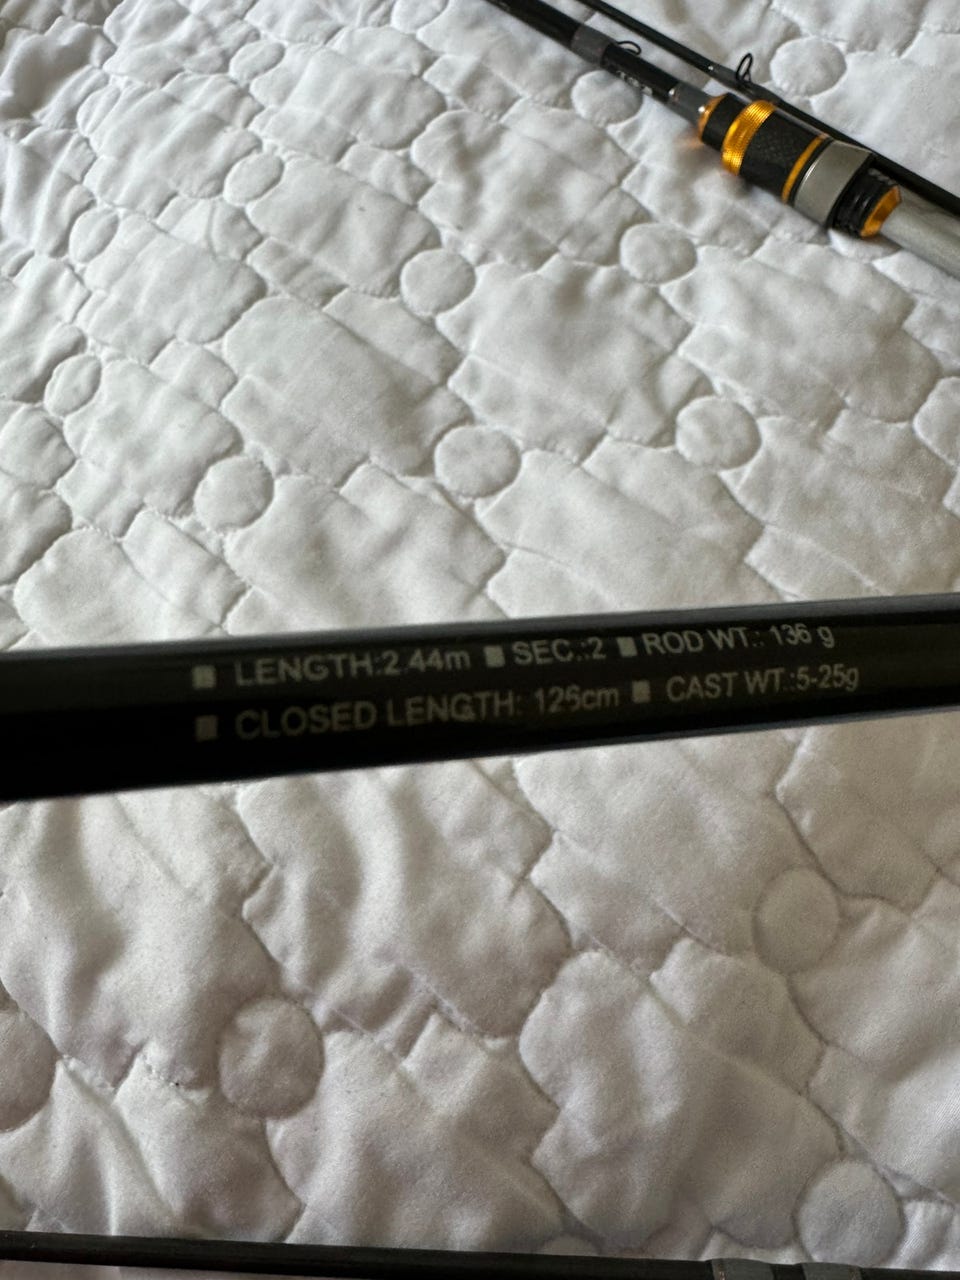 ■ LENGTH:2.44m ■ SEC.:2 ■ ROD WT.: 136 g
■ CLOSED LENGTH: 126cm ■ CAST WT.:5-25g